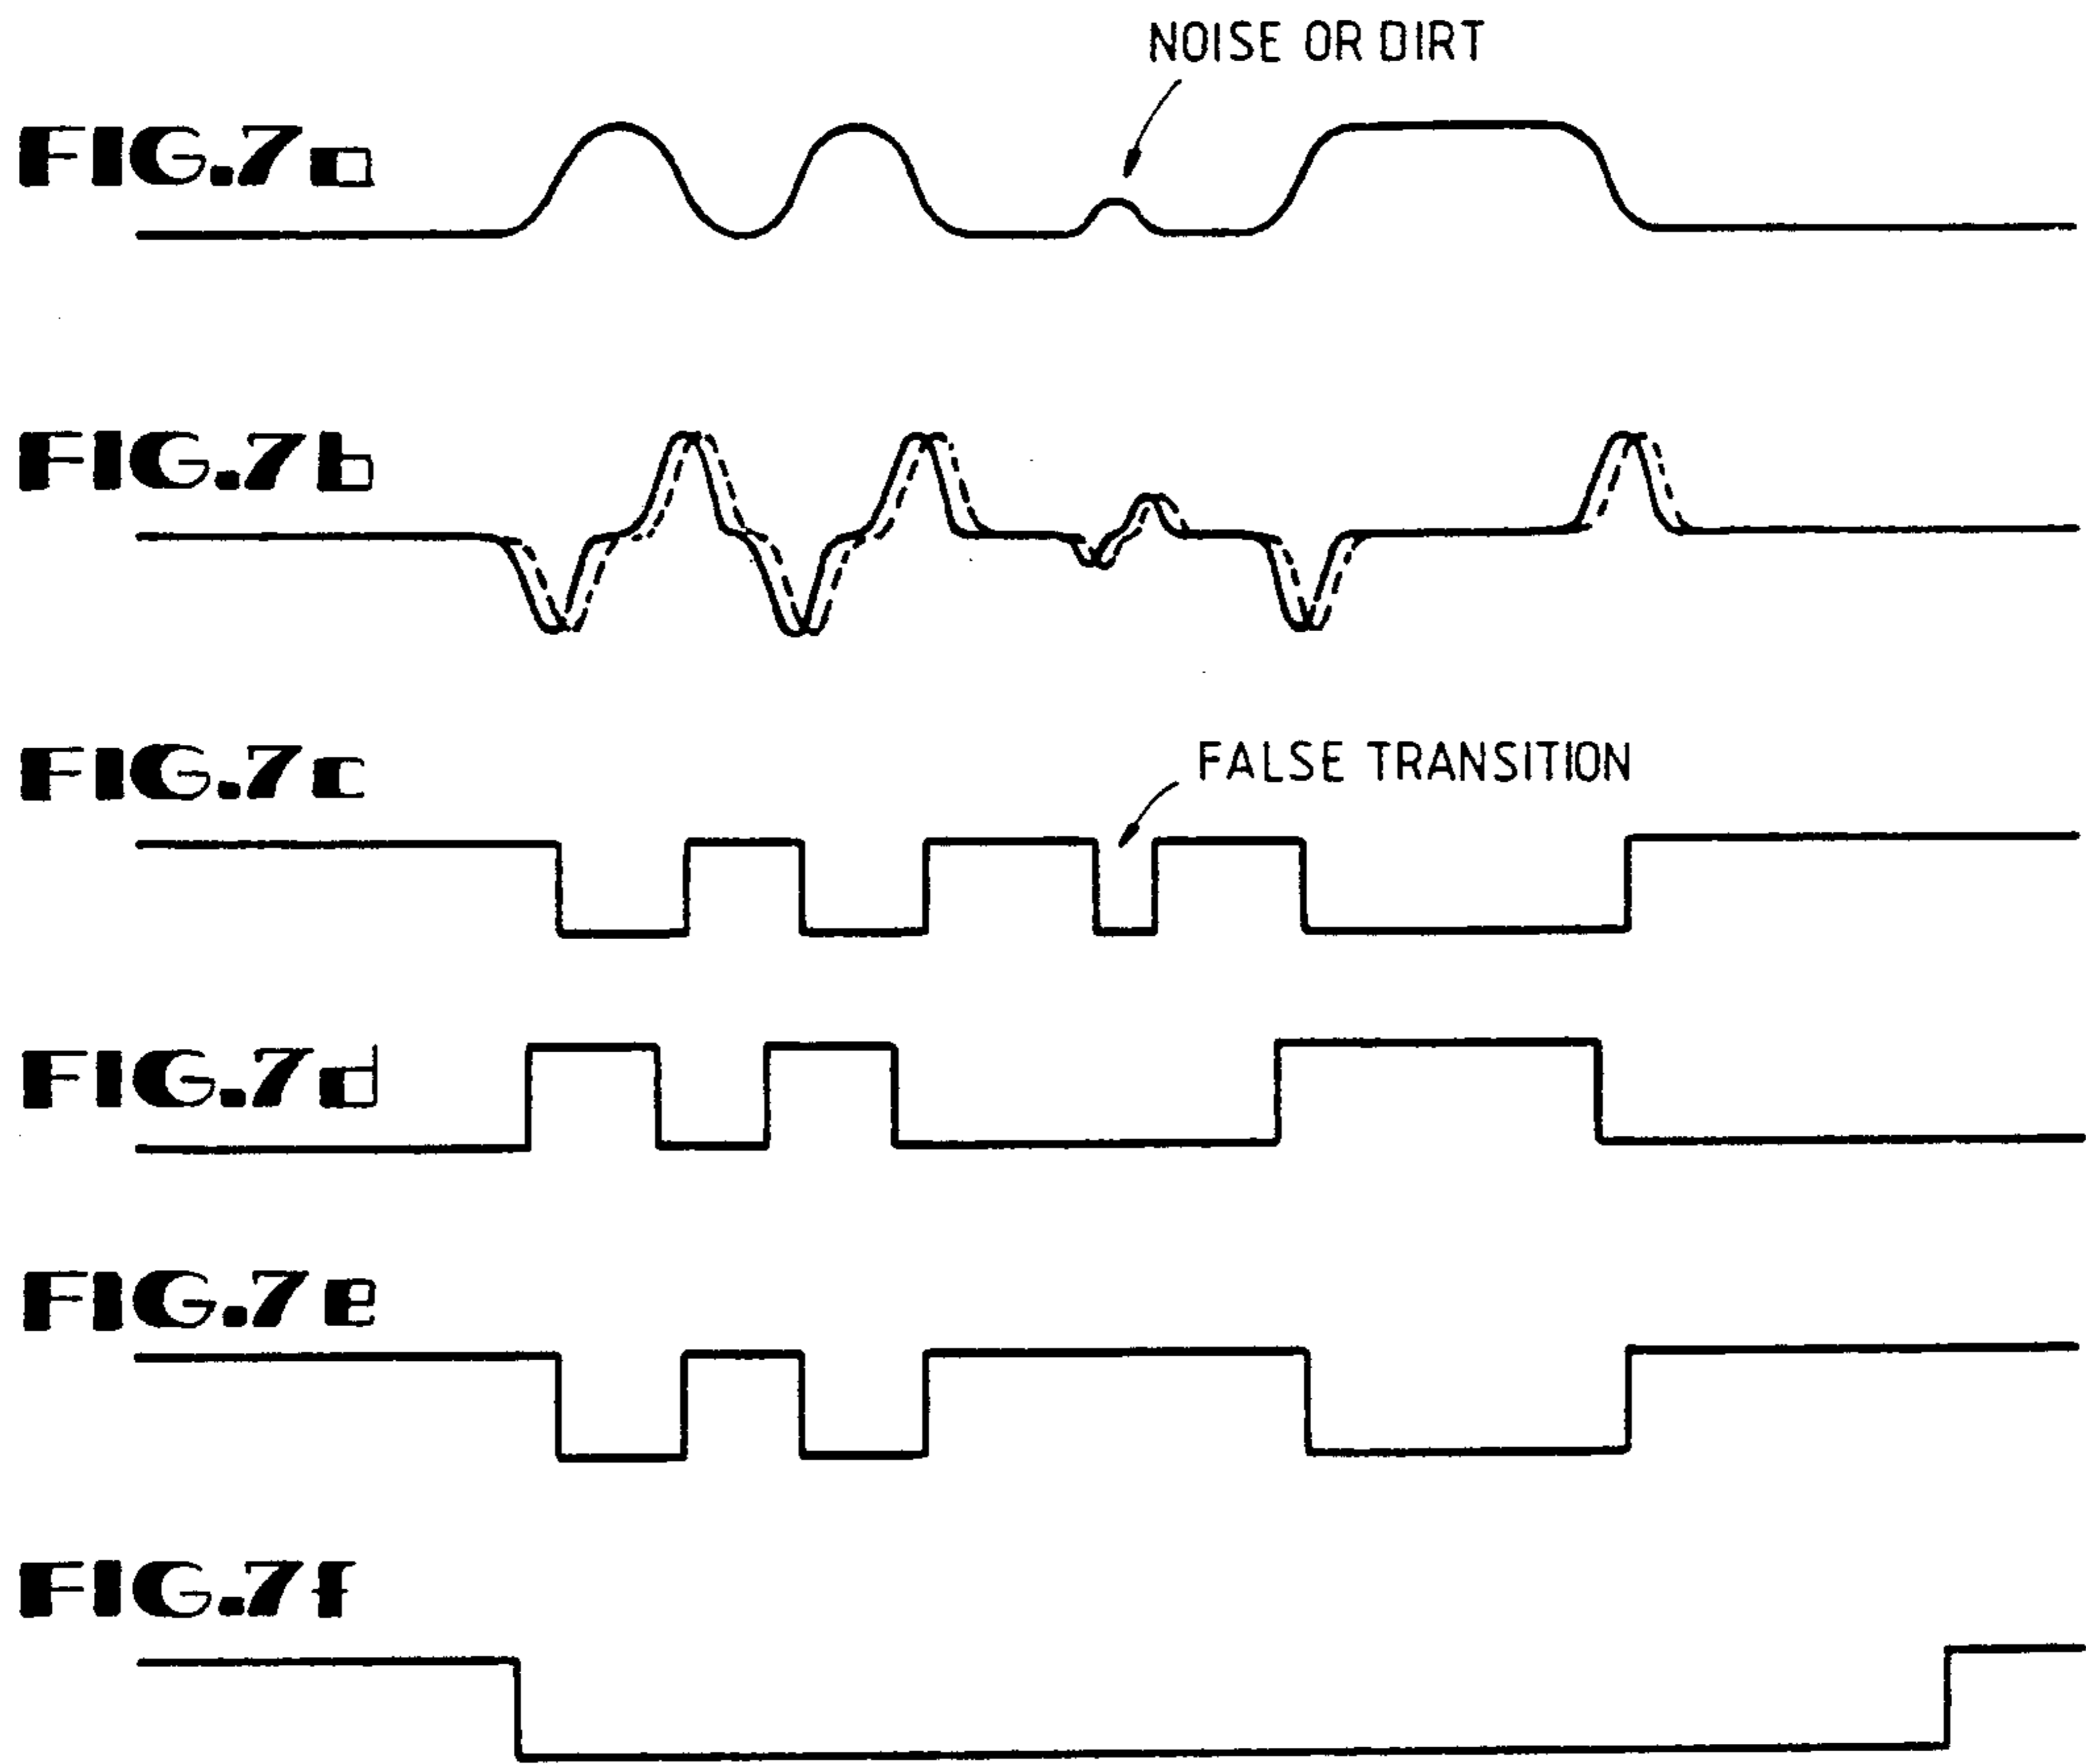 NOISE OR DIRT
FIG.7a
FIG.7b
FIG.7c
FALSE TRANSITION
FIG.7d
FIG.7e
FIG.7f